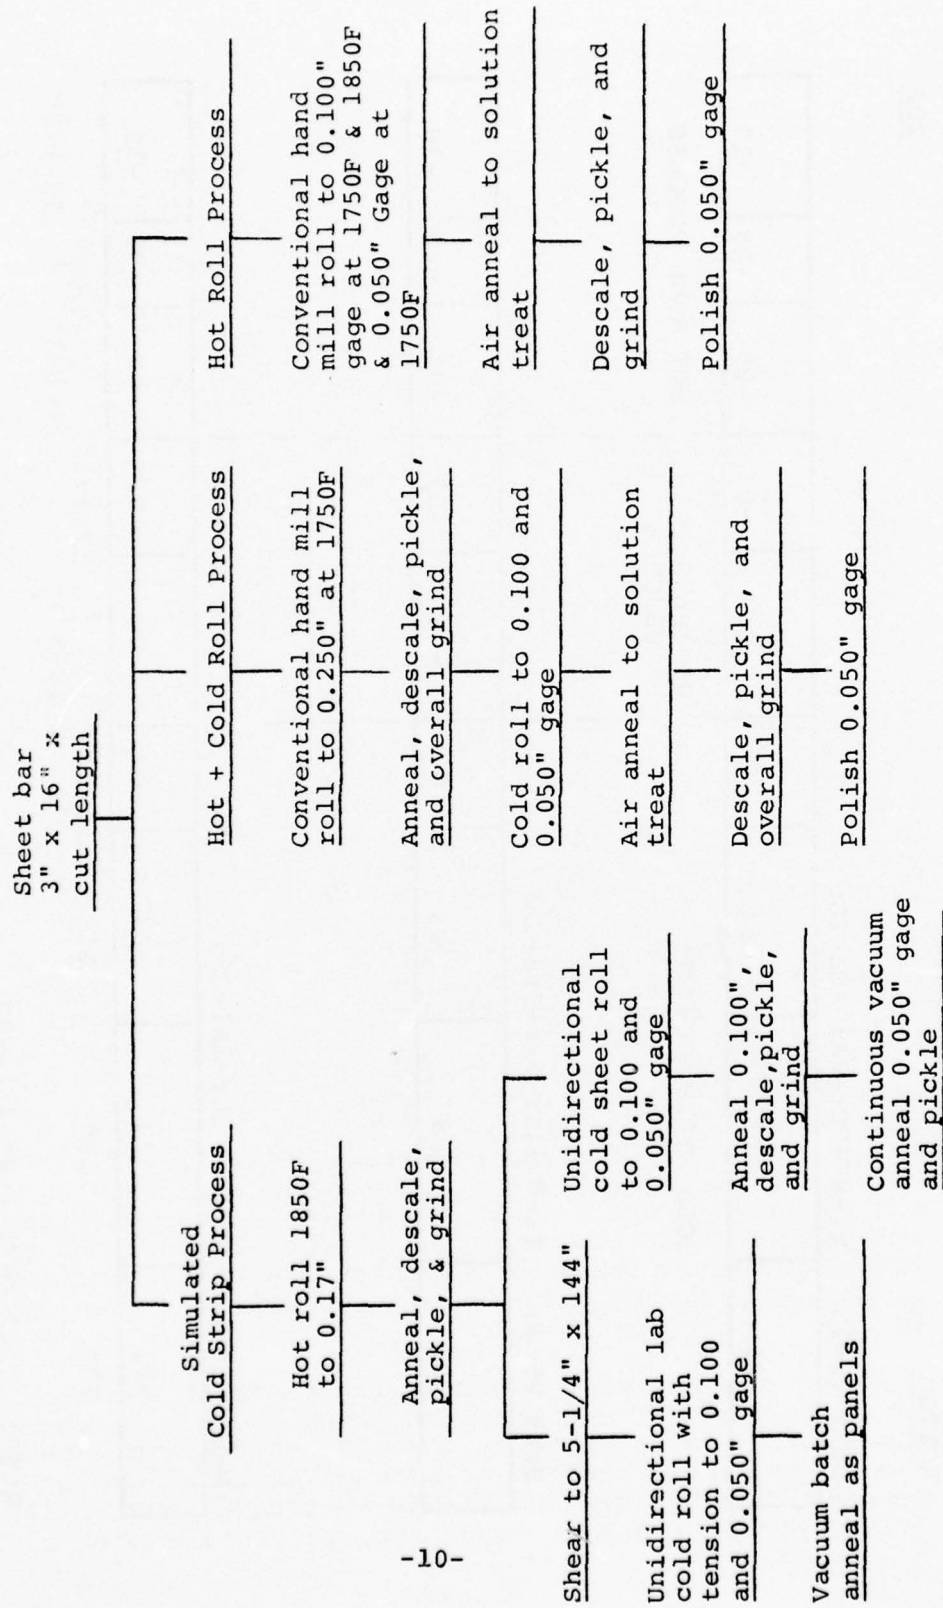 Sheet bar
3" x 16" x
cut length
Simulated
Cold Strip Process
Hot roll 1850F
to 0.17"
Anneal, descale,
pickle, & grind
Shear to 5-1/4" x 144"
Unidirectional lab
cold roll with
tension to 0.100
and 0.050" gage
Vacuum batch
anneal as panels
Unidirectional
cold sheet roll
to 0.100 and
0.050" gage
Anneal 0.100",
descale,pickle,
and grind
Continuous vacuum
anneal 0.050" gage
and pickle
Hot + Cold Roll Process
Conventional hand mill
roll to 0.250" at 1750F
Anneal, descale, pickle,
and overall grind
Cold roll to 0.100 and
0.050" gage
Air anneal to solution
treat
Descale, pickle, and
overall grind
Polish 0.050" gage
Hot Roll Process
Conventional hand
mill roll to 0.100"
gage at 1750F & 1850F
& 0.050" Gage at
1750F
Air anneal to solution
treat
Descale, pickle, and
grind
Polish 0.050" gage
-10-